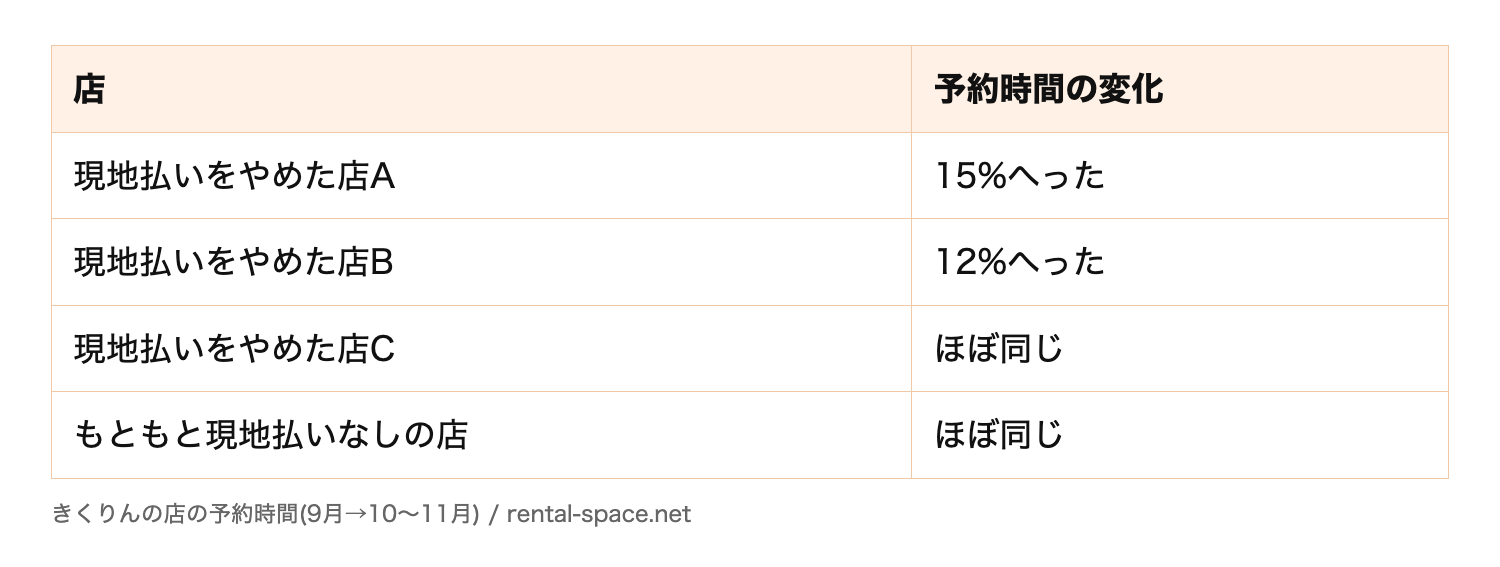 店 予約時間の変化
現地払いをやめた店A 15%へった
現地払いをやめた店B 12%へった
現地払いをやめた店C ほぼ同じ
もともと現地払いなしの店 ほぼ同じ
きくりんの店の予約時間(9月→10〜11月) / rental-space.net